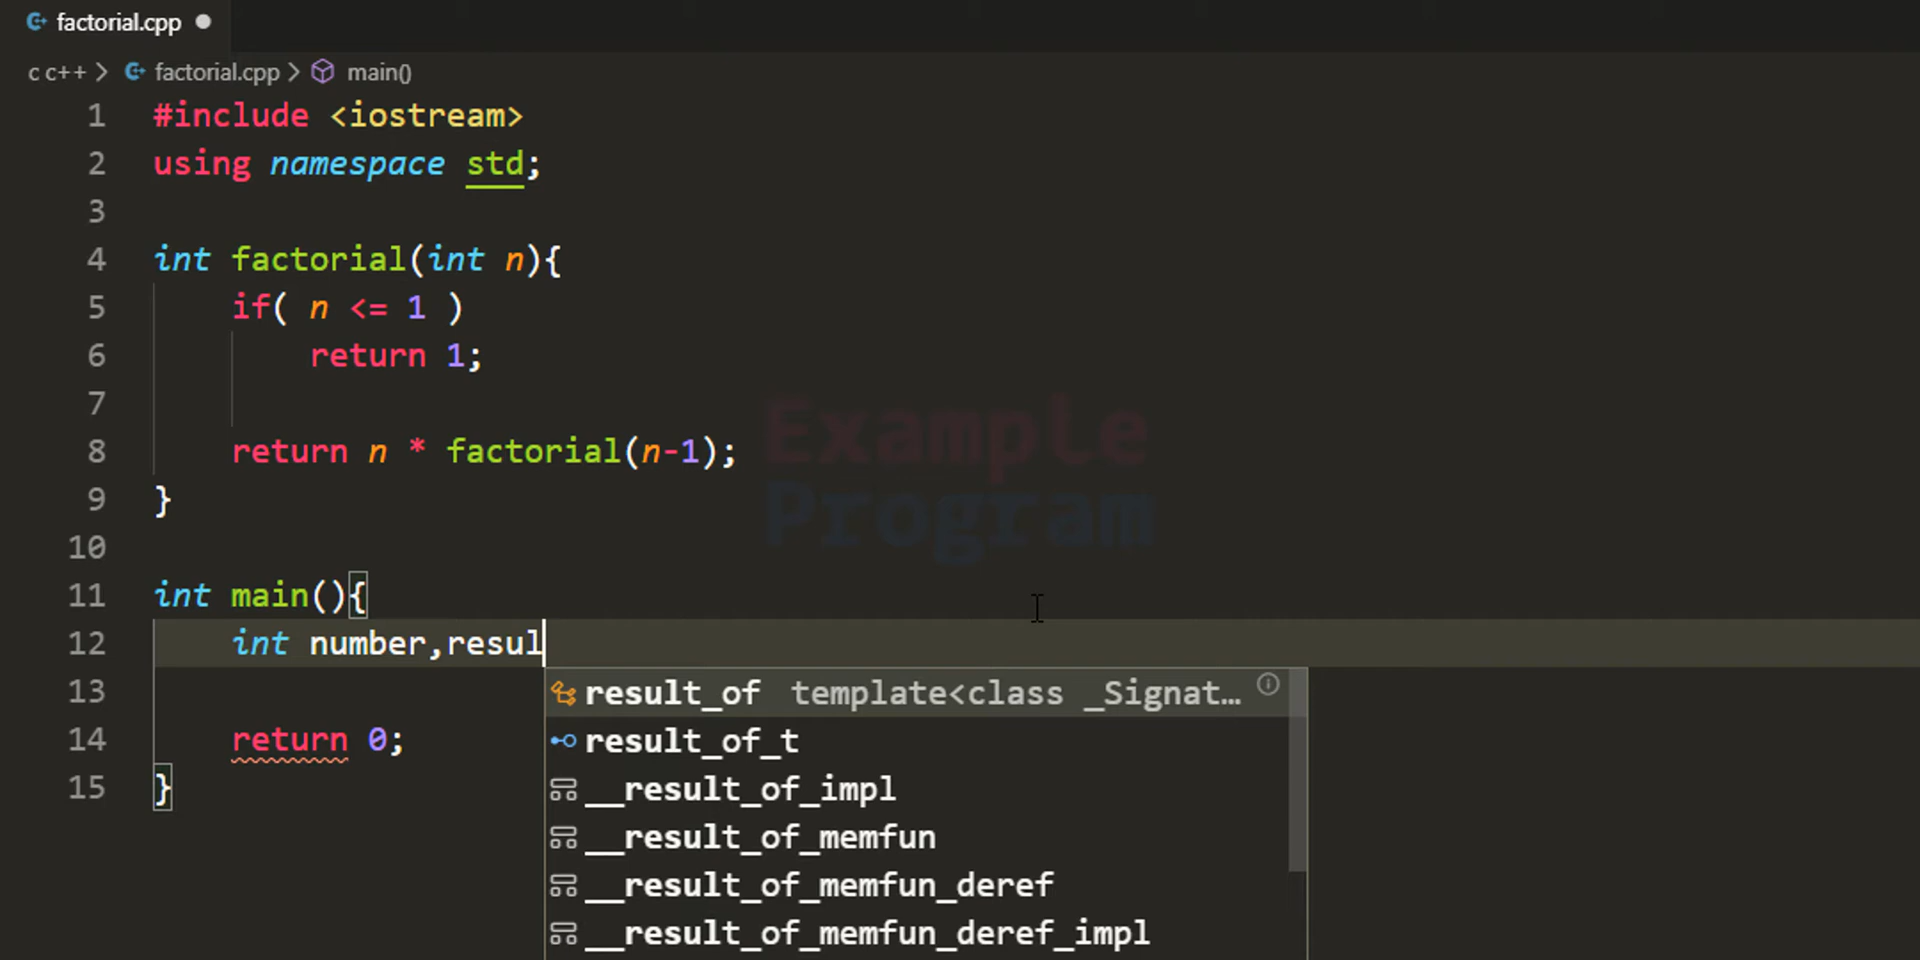 factorial.cpp
c c++ > factorial.cpp > main()
1 #include <iostream>
2 using namespace std;
3
4 int factorial(int n){
5 if( n <= 1 )
6 return 1;
7
8 return n * factorial(n-1);
9 }
10
11 int main(){
12 int number,resul
13
14 return 0;
15 }
result_of template<class _Signat…
result_of_t
__result_of_impl
__result_of_memfun
__result_of_memfun_deref
__result_of_memfun_deref_impl
Example
Program